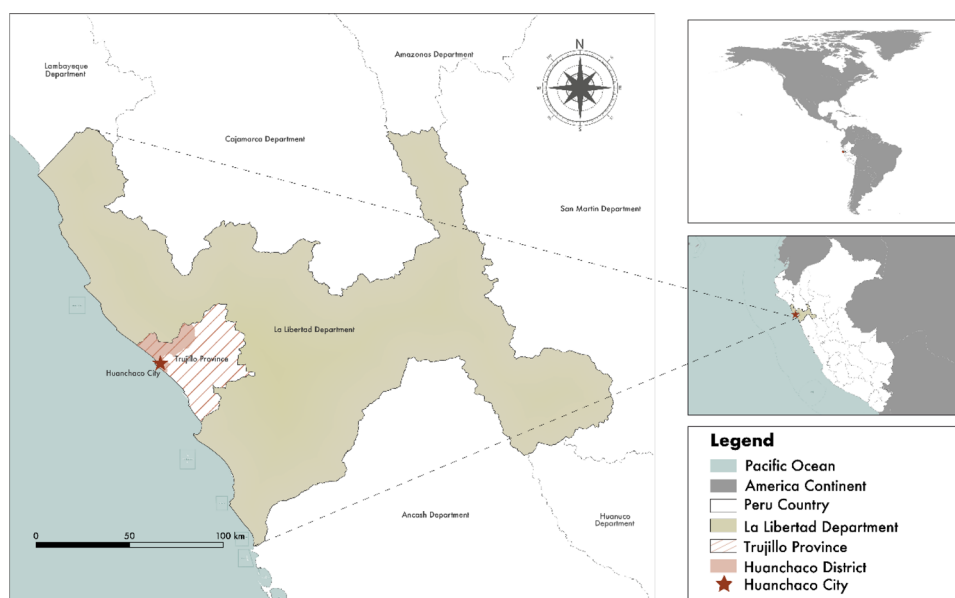 Lambayeque
Department
Amazonas Department
N
S
Cajamarca Department
San Martin Department
La Libertad Department
Trujillo Province
Huanchaco City
Ancash Department
Huanuco
Department
0
50
100 km
Legend
Pacific Ocean
America Continent
Peru Country
La Libertad Department
Trujillo Province
Huanchaco District
Huanchaco City